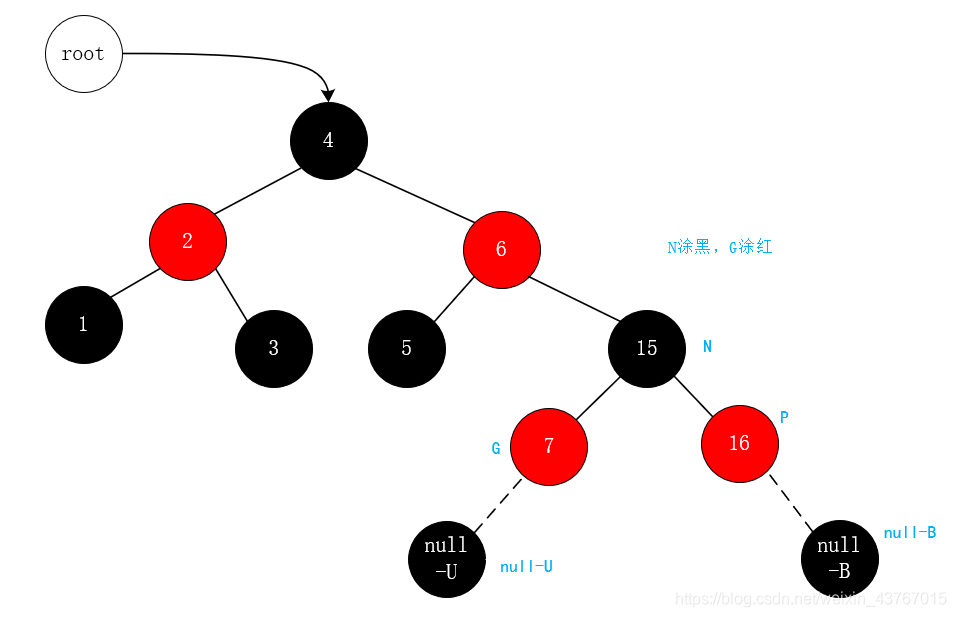 root
4
2
6
N涂黑，G涂红
1
3
5
15
N
G
7
16
P
null
-U
null-U
null
-B
null-B
https://blog.csdn.net/weixin_43767015